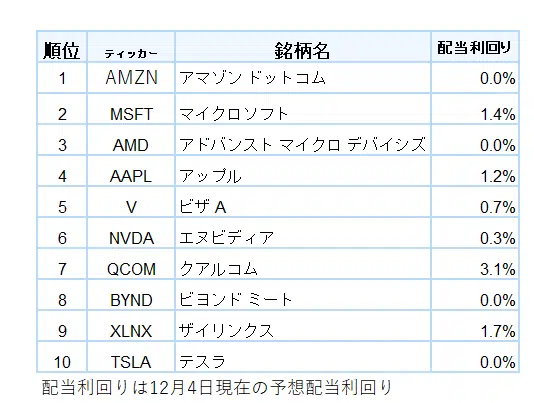 順位 ティッカー 銘柄名 配当利回り
1 AMZN アマゾン ドットコム 0.0%
2 MSFT マイクロソフト 1.4%
3 AMD アドバンスト マイクロ デバイシズ 0.0%
4 AAPL アップル 1.2%
5 V ビザ A 0.7%
6 NVDA エヌビディア 0.3%
7 QCOM クアルコム 3.1%
8 BYND ビヨンド ミート 0.0%
9 XLNX ザイリンクス 1.7%
10 TSLA テスラ 0.0%
配当利回りは12月4日現在の予想配当利回り